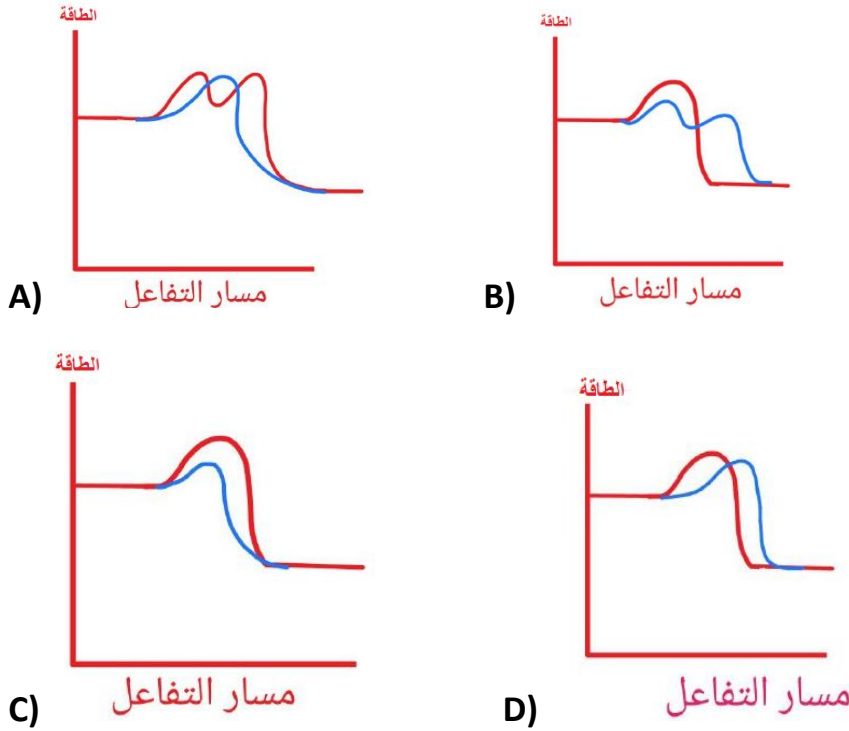 الطاقة
مسار التفاعل
A)
الطاقة
مسار التفاعل
B)
الطاقة
مسار التفاعل
C)
الطاقة
مسار التفاعل
D)